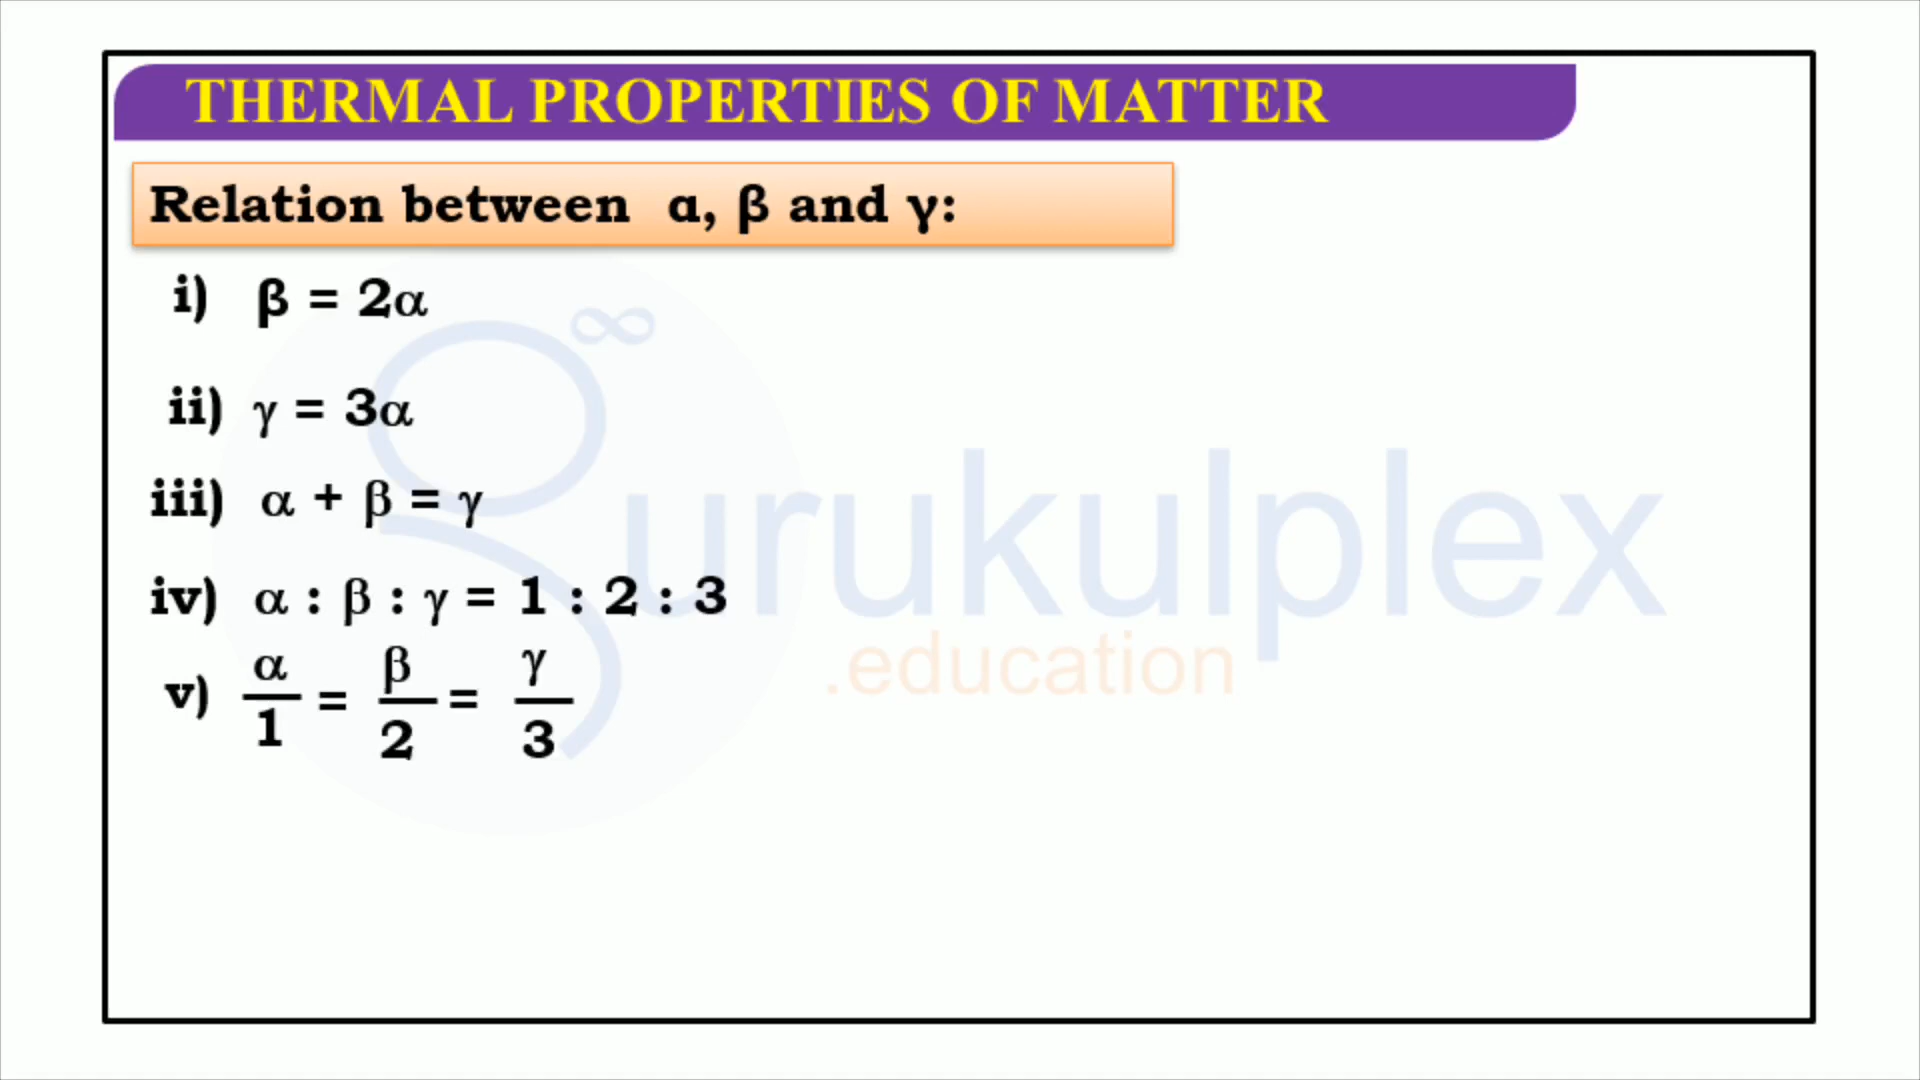 THERMAL PROPERTIES OF MATTER
Relation between α, β and γ:
i) β = 2α
ii) γ = 3α
iii) α + β = γ
iv) α : β : γ = 1 : 2 : 3
v) α/1 = β/2 = γ/3
∞
urukulplex
.education